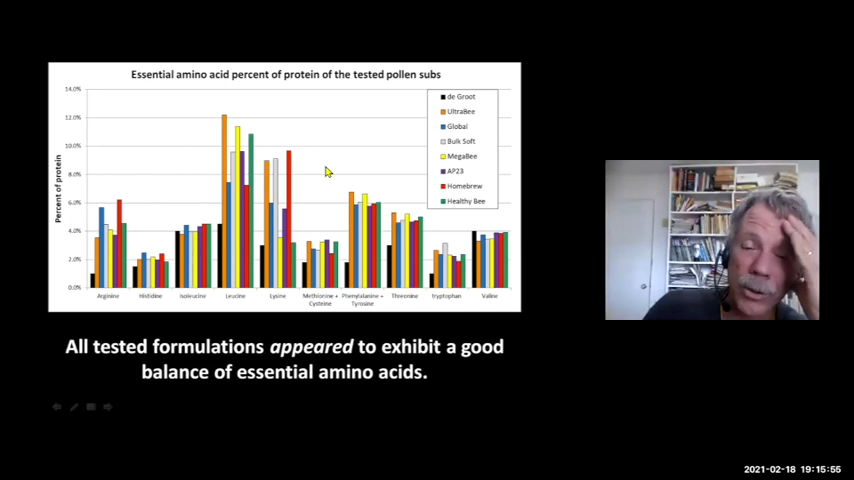 Essential amino acid percent of protein of the tested pollen subs
14.0%
12.0%
10.0%
8.0%
6.0%
4.0%
2.0%
0.0%
Percent of protein
de Groot
UltraBee
Global
Bulk Soft
MegaBee
AP23
Homebrew
Healthy Bee
Arginine
Histidine
Isoleucine
Leucine
Lysine
Methionine +
Cysteine
Phenylalanine +
Tyrosine
Threonine
tryptophan
Valine
All tested formulations appeared to exhibit a good
balance of essential amino acids.
2021-02-18 19:15:55